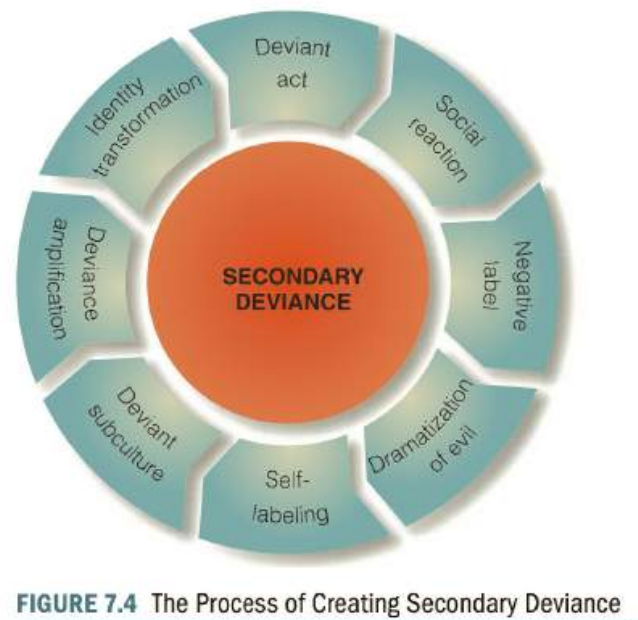 Deviant
act
Social
reaction
Negative
label
Dramatization
of evil
Self-
labeling
Deviant
subculture
Deviance
amplification
Identity
transformation
SECONDARY
DEVIANCE
FIGURE 7.4 The Process of Creating Secondary Deviance